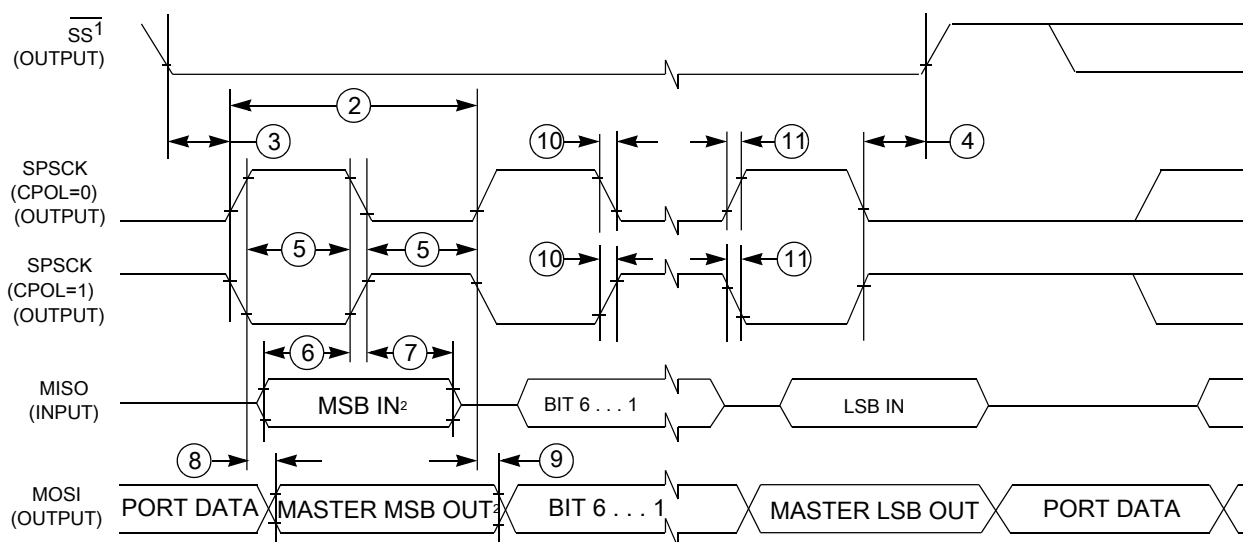 SS1
(OUTPUT)
2
3
10
11
4
SPSCK
(CPOL=0)
(OUTPUT)
5
5
SPSCK
(CPOL=1)
(OUTPUT)
10
11
6
7
MISO
(INPUT)
MSB IN2
BIT 6 . . . 1
LSB IN
8
9
MOSI
(OUTPUT)
PORT DATA
MASTER MSB OUT2
BIT 6 . . . 1
MASTER LSB OUT
PORT DATA